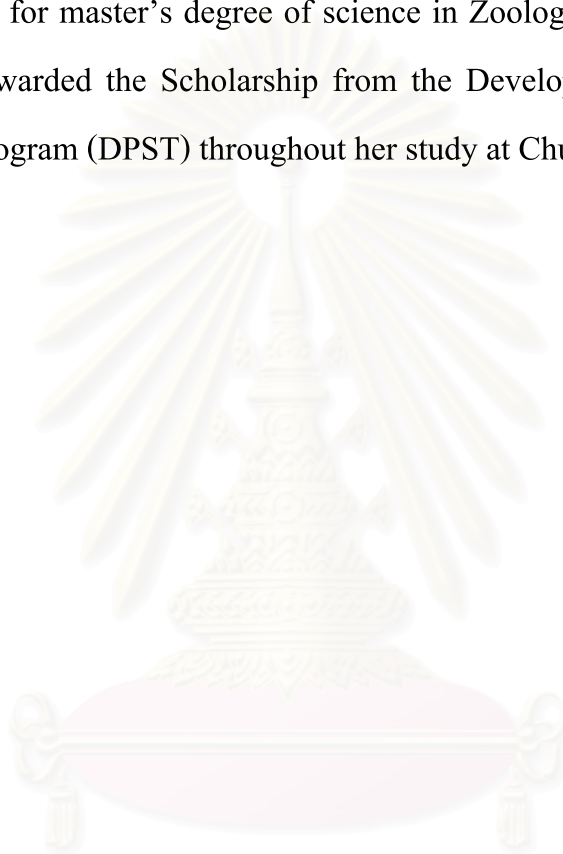 for master’s degree of science in Zoolog
warded the Scholarship from the Develo
ogram (DPST) throughout her study at Chu